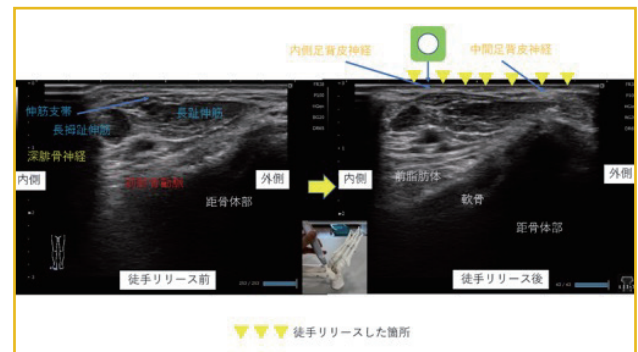 内側足背皮神経
中間足背皮神経
伸筋支帯
長趾伸筋
長拇趾伸筋
深腓骨神経
内側
外側
距骨体部
徒手リリース前
内側
外側
前脂肪体
軟骨
距骨体部
徒手リリース後
徒手リリースした箇所